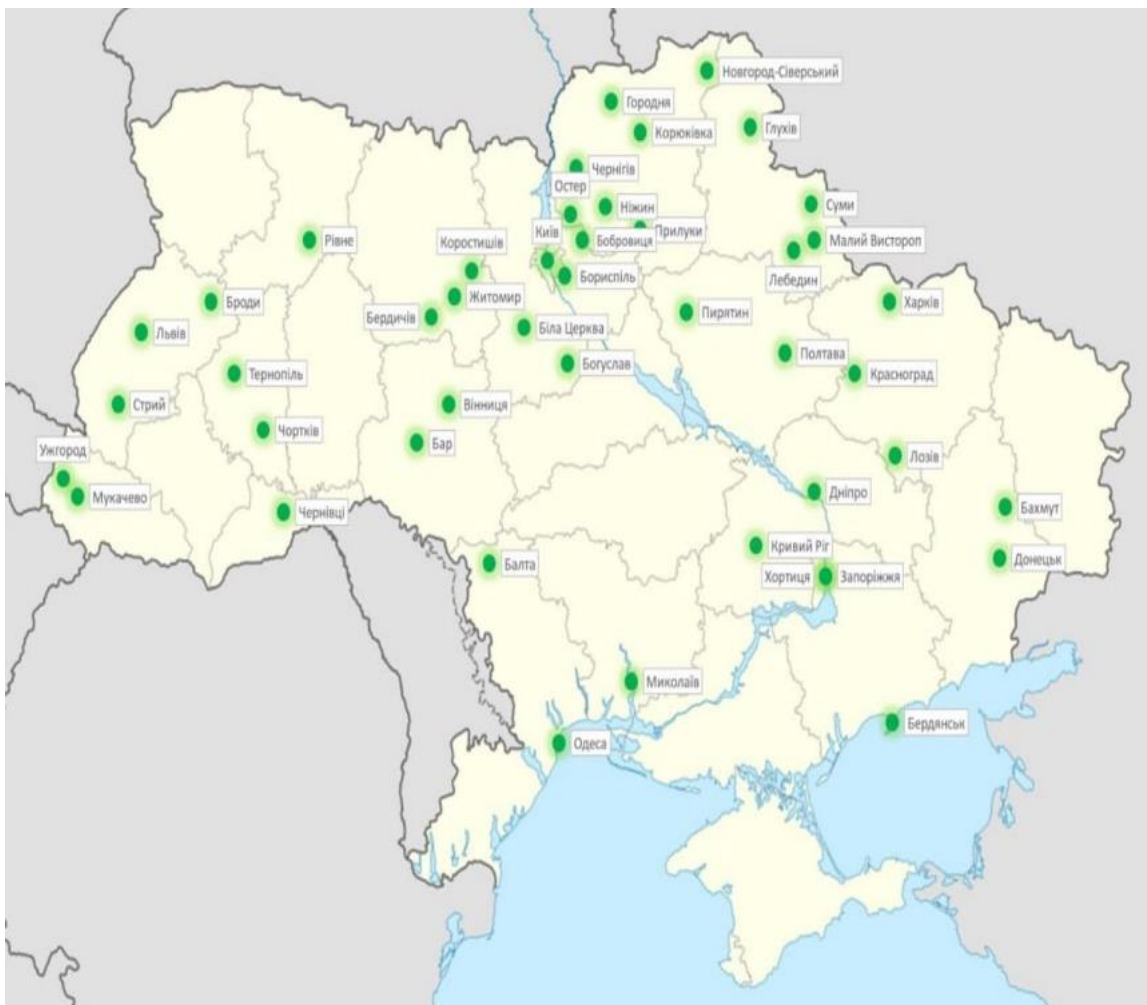 Новгород-Сіверський
Городня
Корюківка
Глухів
Чернігів
Остер
Ніжин
Суми
Прилуки
Київ
Бобровиця
Малий Вистороп
Рівне
Коростишів
Лебедин
Бориспіль
Житомир
Броди
Харків
Бердичів
Пирятин
Біла Церква
Львів
Полтава
Богуслав
Тернопіль
Красноград
Стрий
Вінниця
Чортків
Бар
Ужгород
Лозів
Мукачево
Дніпро
Чернівці
Бахмут
Кривий Ріг
Балта
Донецьк
Хортиця
Запоріжжя
Миколаїв
Бердянськ
Одеса